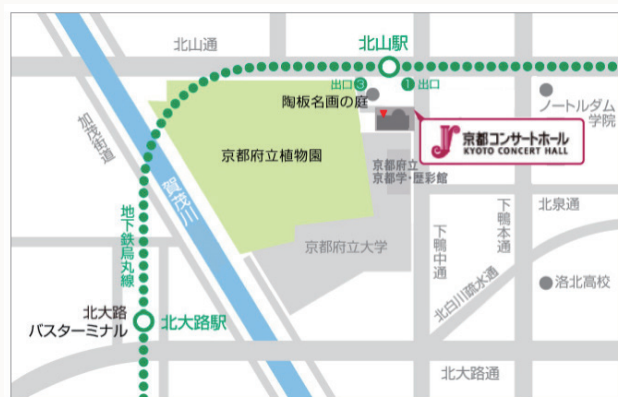 北山通
北山駅
出口 3
1 出口
陶板名画の庭
ノートルダム
学院
京都コンサートホール
KYOTO CONCERT HALL
加茂街道
京都府立植物園
京都府立
京都学・歴彩館
賀茂川
地下鉄烏丸線
京都府立大学
下鴨中通
下鴨本通
北泉通
北白川疏水通
洛北高校
北大路
バスターミナル
北大路駅
北大路通